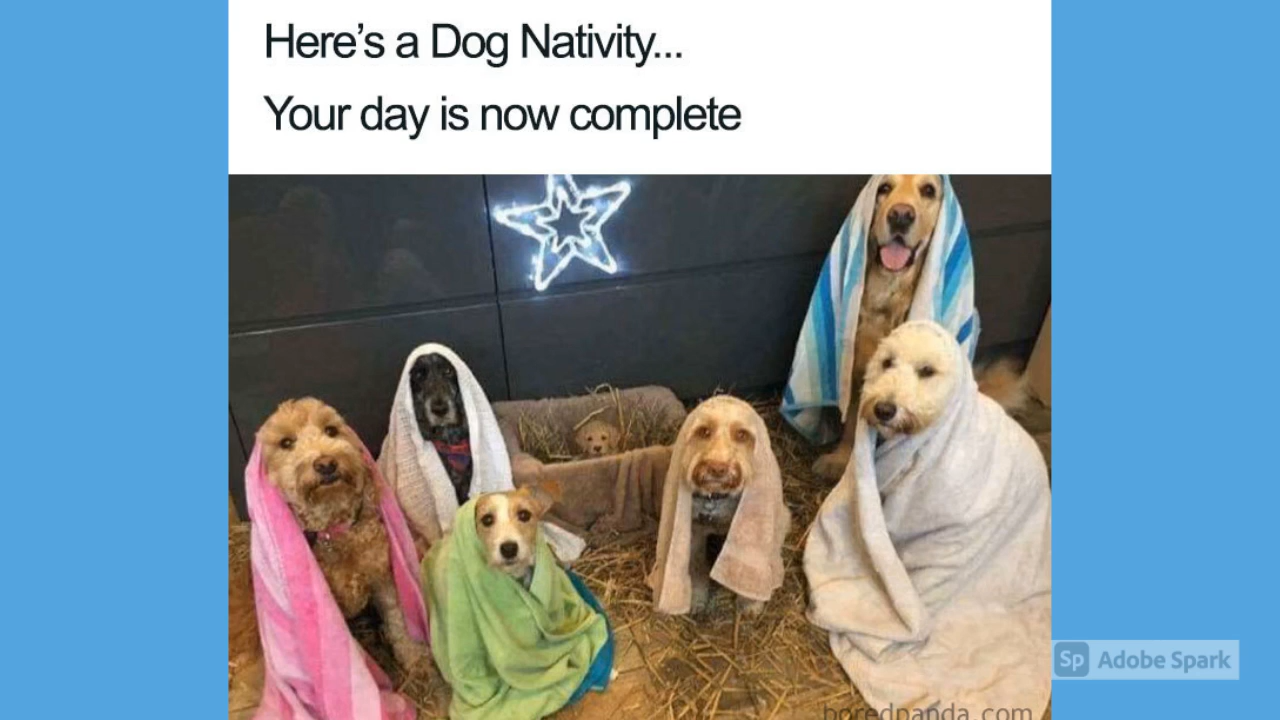 Here’s a Dog Nativity...
Your day is now complete
Sp Adobe Spark
boredpanda.com